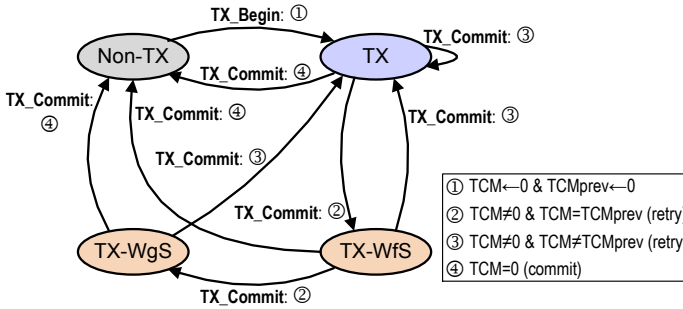 TX_Begin: ①
Non-TX
TX
TX_Commit: ③
TX_Commit: ④
TX_Commit:
④
TX_Commit: ④
TX_Commit: ③
TX_Commit: ③
TX_Commit: ②
TX-WgS
TX-WfS
TX_Commit: ②
① TCM←0 & TCMprev←0
② TCM≠0 & TCM=TCMprev (retry)
③ TCM≠0 & TCM≠TCMprev (retry
④ TCM=0 (commit)